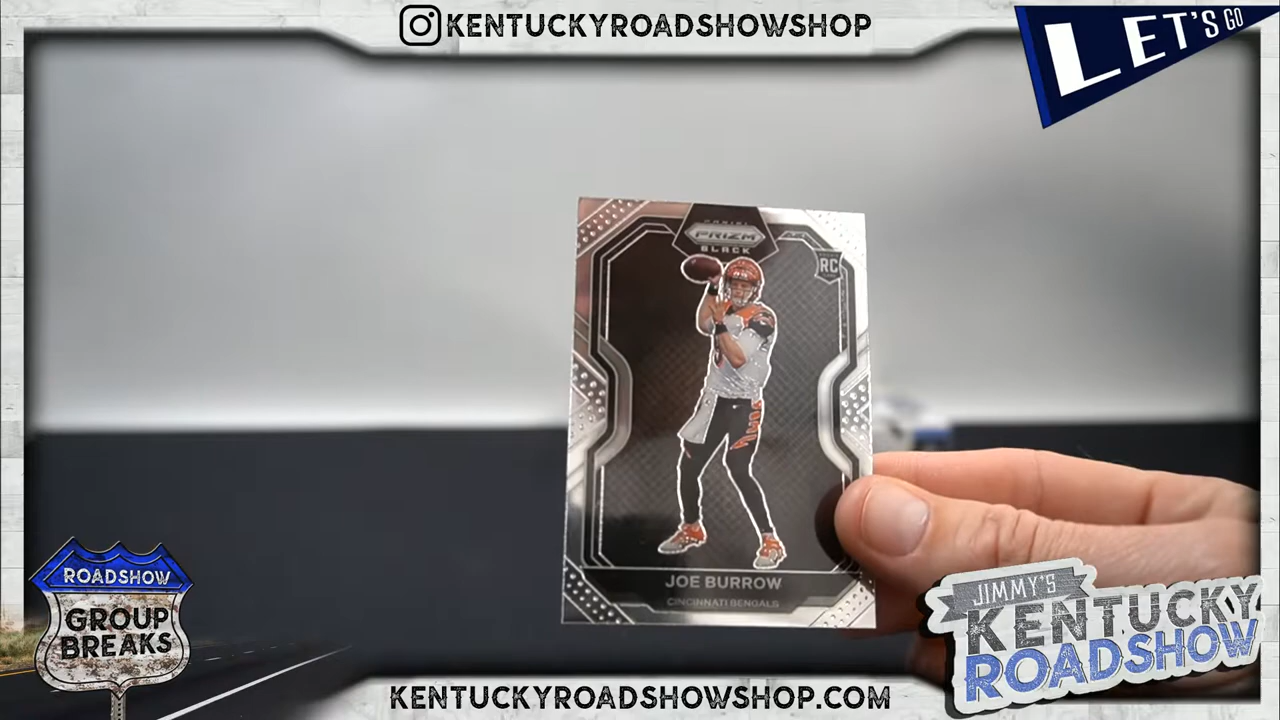 KENTUCKYROADSHOWSHOP
LET'S GO
PANINI
PRIZM
BLACK
RC
JOE BURROW
CINCINNATI BENGALS
ROADSHOW
GROUP
BREAKS
JIMMY'S
KENTUCKY
ROADSHOW
KENTUCKYROADSHOWSHOP.COM